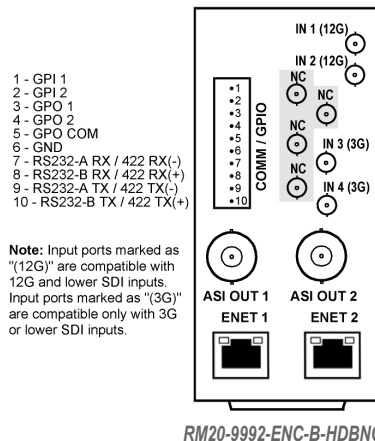 1 - GPI 1
2 - GPI 2
3 - GPO 1
4 - GPO 2
5 - GPO COM
6 - GND
7 - RS232-A RX / 422 RX(-)
8 - RS232-B RX / 422 RX(+)
9 - RS232-A TX / 422 TX(-)
10 - RS232-B TX / 422 TX(+)
Note: Input ports marked as
"(12G)" are compatible with
12G and lower SDI inputs.
Input ports marked as "(3G)"
are compatible only with 3G
or lower SDI inputs.
IN 1 (12G)
IN 2 (12G)
NC
NC
NC
IN 3 (3G)
NC
IN 4 (3G)
•1
•2
•3
•4
•5
•6
•7
•8
•9
•10
COMM / GPIO
ASI OUT 1
ASI OUT 2
ENET 1
ENET 2
RM20-9992-ENC-B-HDBNC